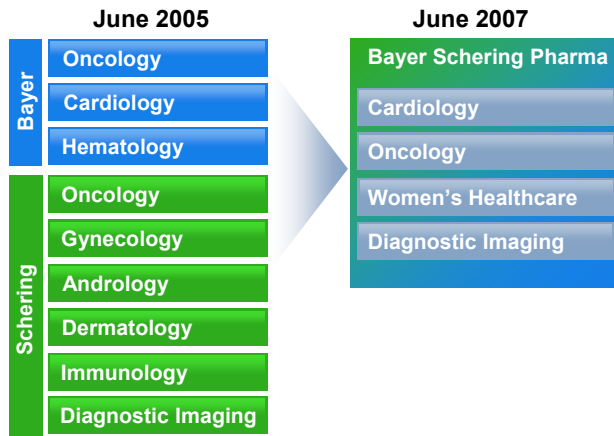 June 2005
Bayer
Oncology
Cardiology
Hematology
Schering
Oncology
Gynecology
Andrology
Dermatology
Immunology
Diagnostic Imaging
June 2007
Bayer Schering Pharma
Cardiology
Oncology
Women's Healthcare
Diagnostic Imaging